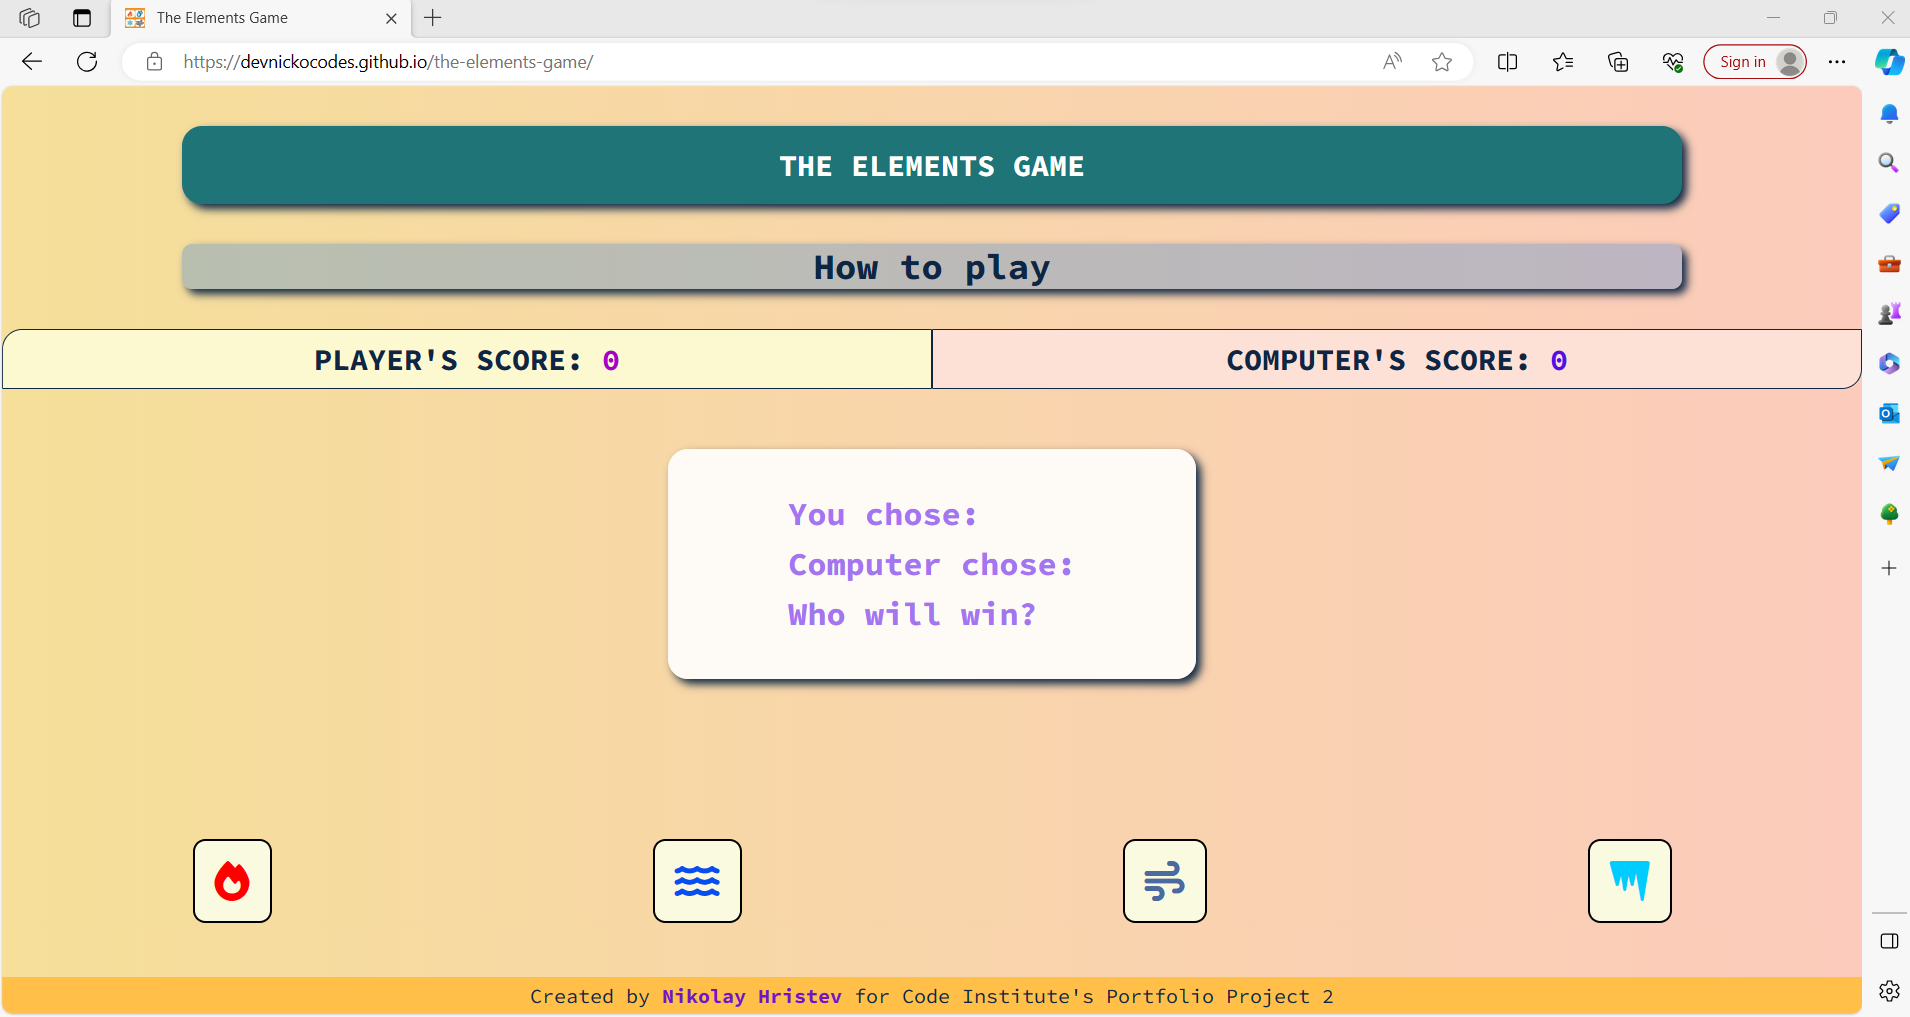 The Elements Game
https://devnickocodes.github.io/the-elements-game/
Sign in
THE ELEMENTS GAME
How to play
PLAYER'S SCORE: 0
COMPUTER'S SCORE: 0
You chose:
Computer chose:
Who will win?
Created by Nikolay Hristev for Code Institute's Portfolio Project 2